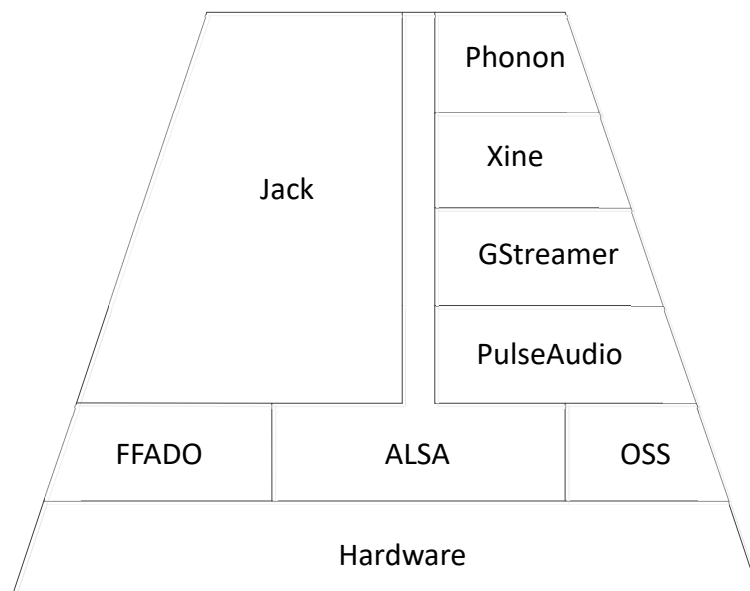 Phonon
Xine
Jack
GStreamer
PulseAudio
FFADO
ALSA
OSS
Hardware